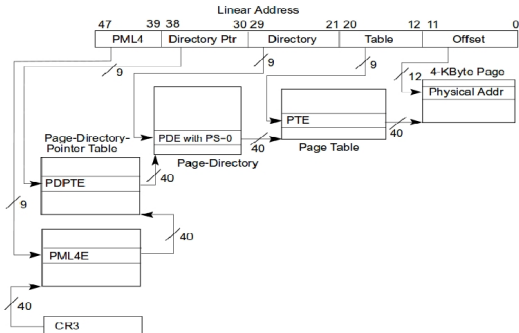 Linear Address
47 39 38 30 29 21 20 12 11 0
PML4 Directory Ptr Directory Table Offset
9 9 9 12 4-KByte Page
Physical Addr
PTE
PDE with PS=0
40 40 40
Page-Directory-
Pointer Table
Page-Directory
Page Table
PDPTE
40
9
40
PML4E
40
CR3